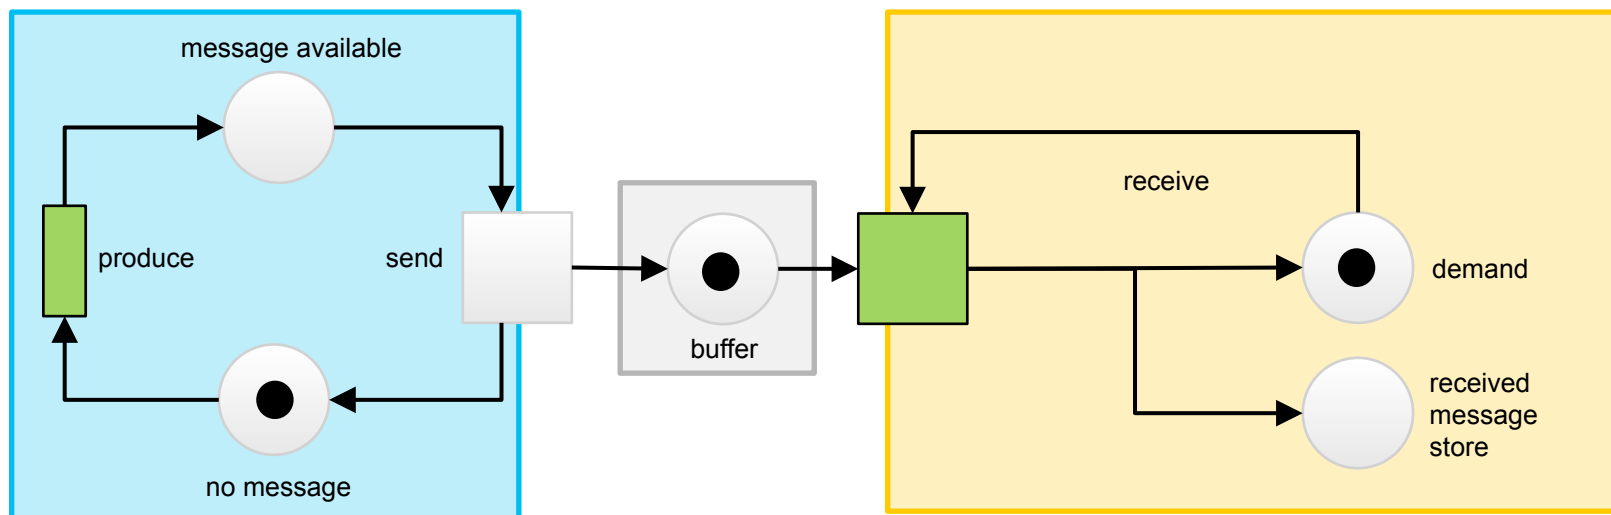 message available
produce
send
no message
buffer
receive
demand
received
message
store